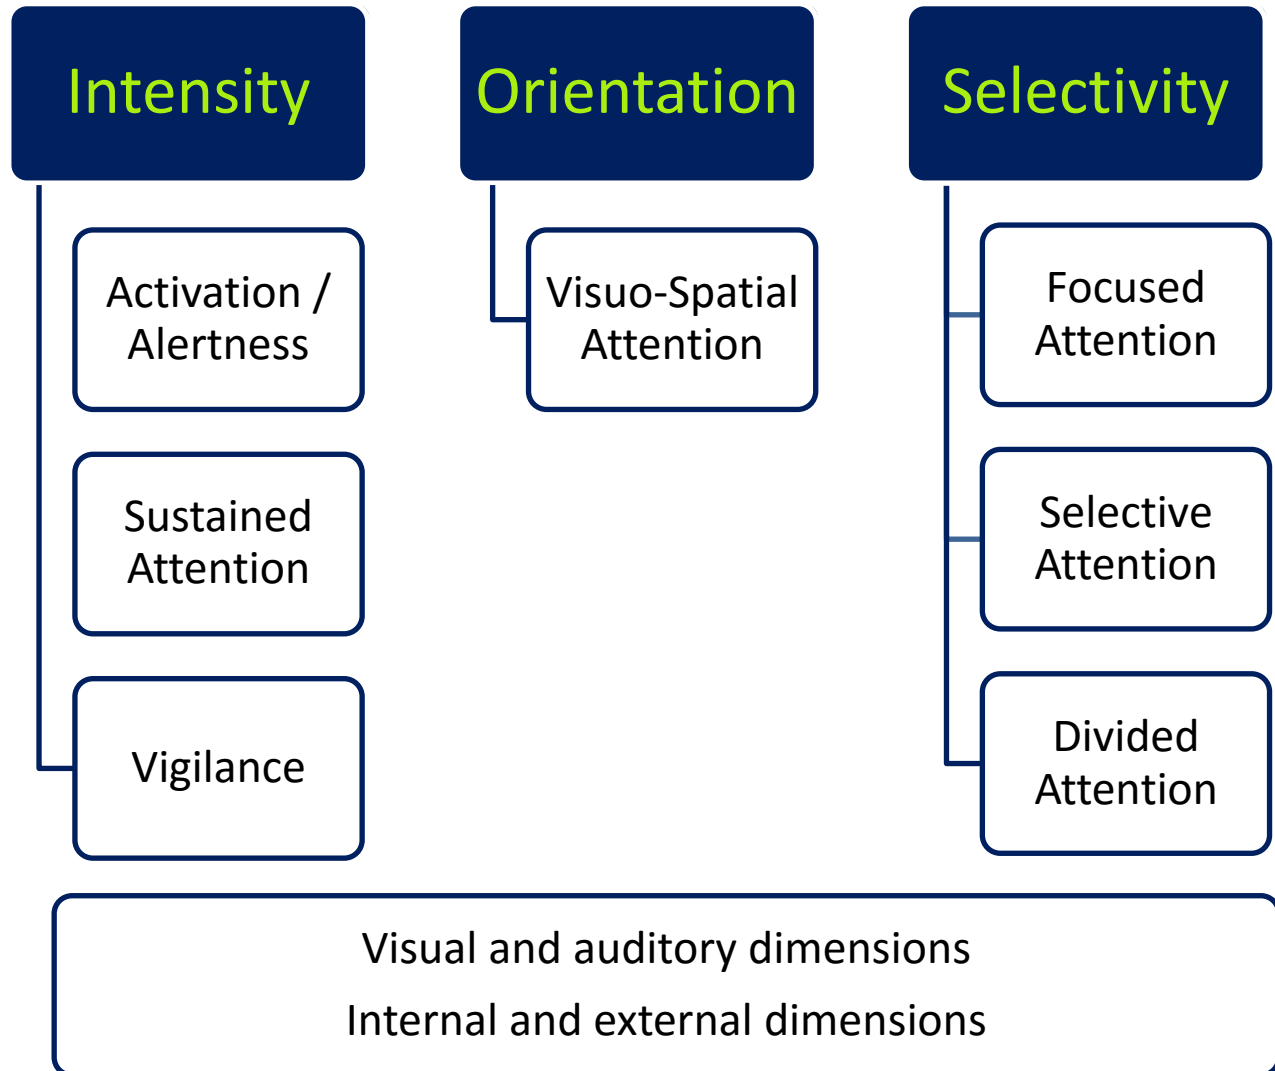 Intensity
Activation /
Alertness
Sustained
Attention
Vigilance
Orientation
Visuo-Spatial
Attention
Selectivity
Focused
Attention
Selective
Attention
Divided
Attention
Visual and auditory dimensions
Internal and external dimensions